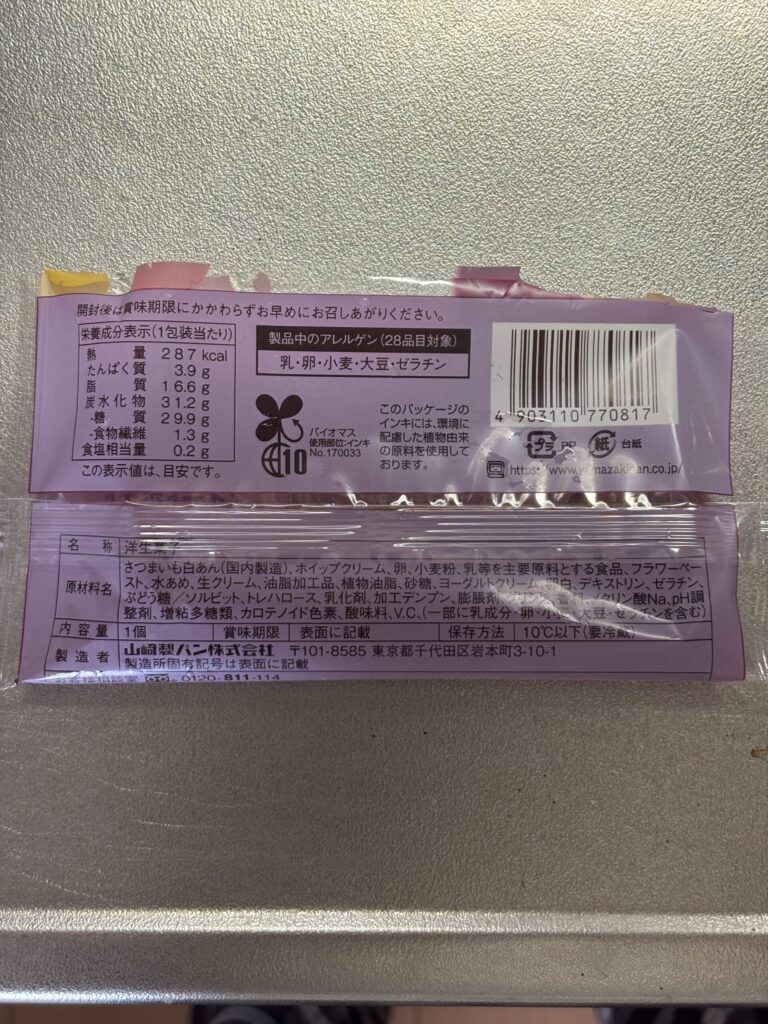 開封後は賞味期限にかかわらずお早めにお召しあがりください。
栄養成分表示(1包装当たり)
熱量 287 kcal
たんぱく質 3.9 g
脂質 16.6 g
炭水化物 31.2 g
-糖質 29.9 g
-食物繊維 1.3 g
食塩相当量 0.2 g
この表示値は、目安です。
製品中のアレルゲン(28品目対象)
乳・卵・小麦・大豆・ゼラチン
10
バイオマス
使用部位:インキ
No.170033
このパッケージの
インキには、環境に
配慮した植物由来
の原料を使用して
おります。
4 903110 770817
プラ PP 紙 台紙
https://www.yamazakipan.co.jp/
名称 洋生菓子
原材料名 さつまいも白あん(国内製造)、ホイップクリーム、卵、小麦粉、乳等を主要原料とする食品、フラワーペー
スト、水あめ、生クリーム、油脂加工品、植物油脂、砂糖、ヨーグルトクリーム、卵白、デキストリン、ゼラチン、
ぶどう糖/ソルビット、トレハロース、乳化剤、加工デンプン、膨脹剤、グリシン、香料、メタリン酸Na、pH調
整剤、増粘多糖類、カロテノイド色素、酸味料、V.C、(一部に乳成分・卵・小麦・大豆・ゼラチンを含む)
内容量 1個 賞味期限 表面に記載 保存方法 10℃以下(要冷蔵)
製造者 山崎製パン株式会社 〒101-8585 東京都千代田区岩本町3-10-1
製造所固有記号は表面に記載
お客様相談室 0120-811-114